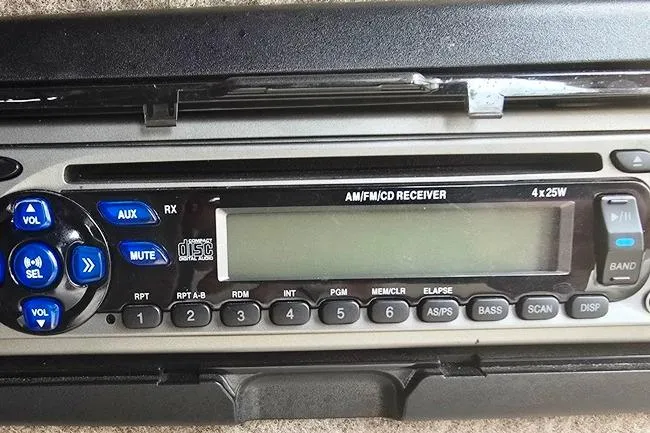 AM/FM/CD RECEIVER
4 x 25W
VOL
AUX
RX
MUTE
SEL
COMPACT
disc
DIGITAL AUDIO
VOL
BAND
RPT
RPT A-B
RDM
INT
PGM
MEM/CLR
ELAPSE
1
2
3
4
5
6
AS/PS
BASS
SCAN
DISP